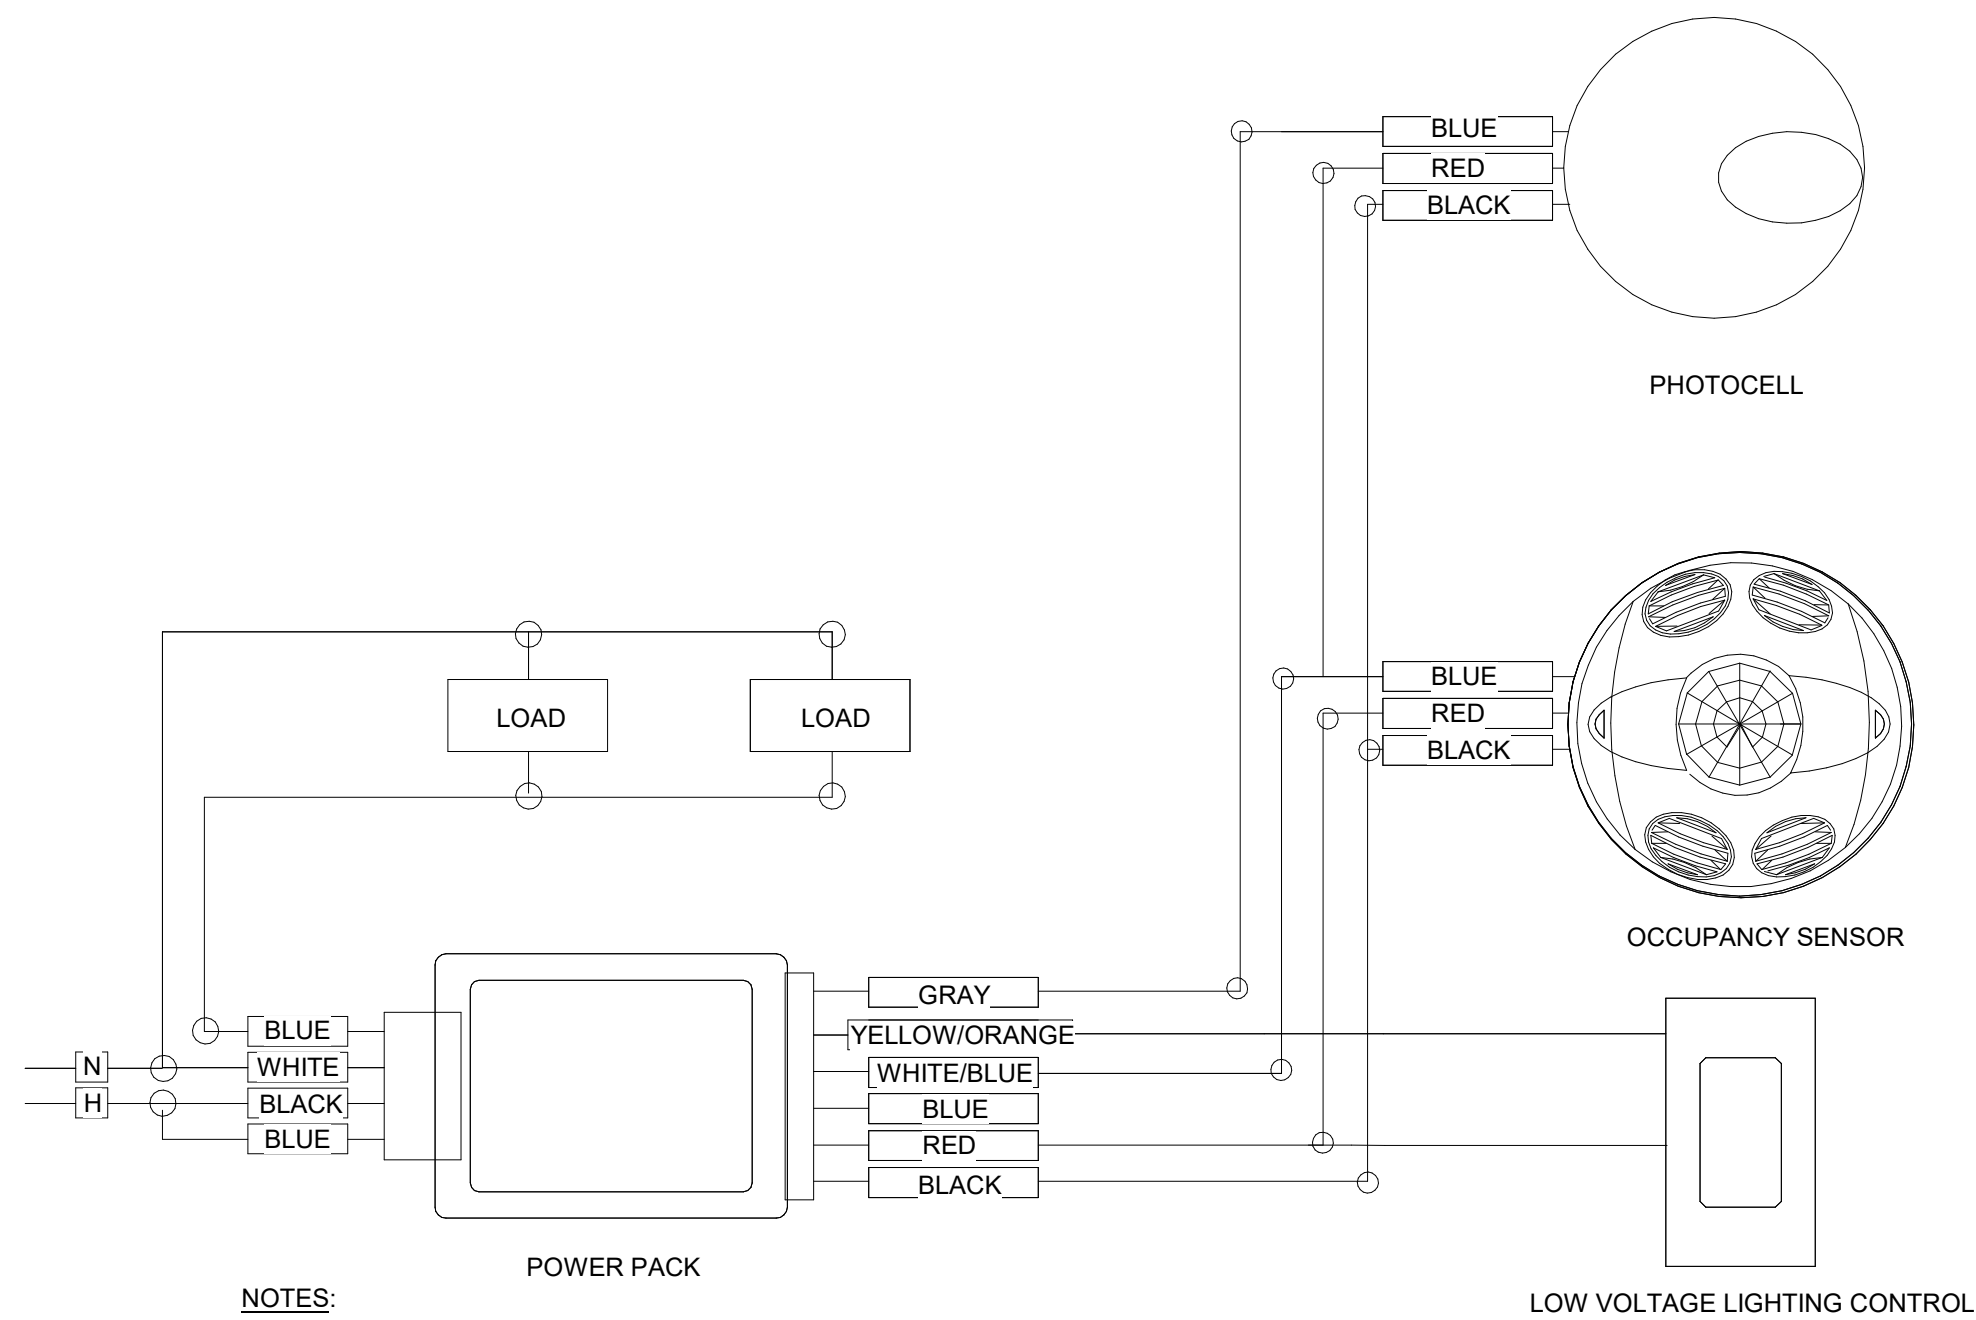 BLUE
RED
BLACK
PHOTOCELL
BLUE
RED
BLACK
OCCUPANCY SENSOR
LOAD
LOAD
BLUE
N
WHITE
H
BLACK
BLUE
GRAY
YELLOW/ORANGE
WHITE/BLUE
BLUE
RED
BLACK
POWER PACK
NOTES:
LOW VOLTAGE LIGHTING CONTROL